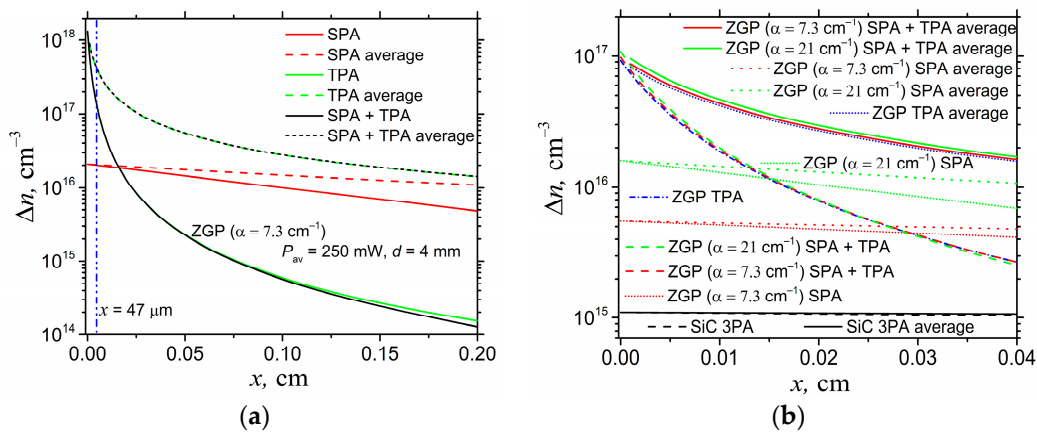 10^18
10^17
10^16
10^15
10^14
Δn, cm^−3
SPA
SPA average
TPA
TPA average
SPA + TPA
SPA + TPA average
ZGP (α = 7.3 cm^−1)
P_av = 250 mW, d = 4 mm
x = 47 μm
0.00 0.05 0.10 0.15 0.20
x, cm
(a)
10^17
10^16
10^15
Δn, cm^−3
ZGP (α = 7.3 cm^−1) SPA + TPA average
ZGP (α = 21 cm^−1) SPA + TPA average
ZGP (α = 7.3 cm^−1) SPA average
ZGP (α = 21 cm^−1) SPA average
ZGP TPA average
ZGP (α = 21 cm^−1) SPA
ZGP TPA
ZGP (α = 21 cm^−1) SPA + TPA
ZGP (α = 7.3 cm^−1) SPA + TPA
ZGP (α = 7.3 cm^−1) SPA
SiC 3PA SiC 3PA average
0.00 0.01 0.02 0.03 0.04
x, cm
(b)